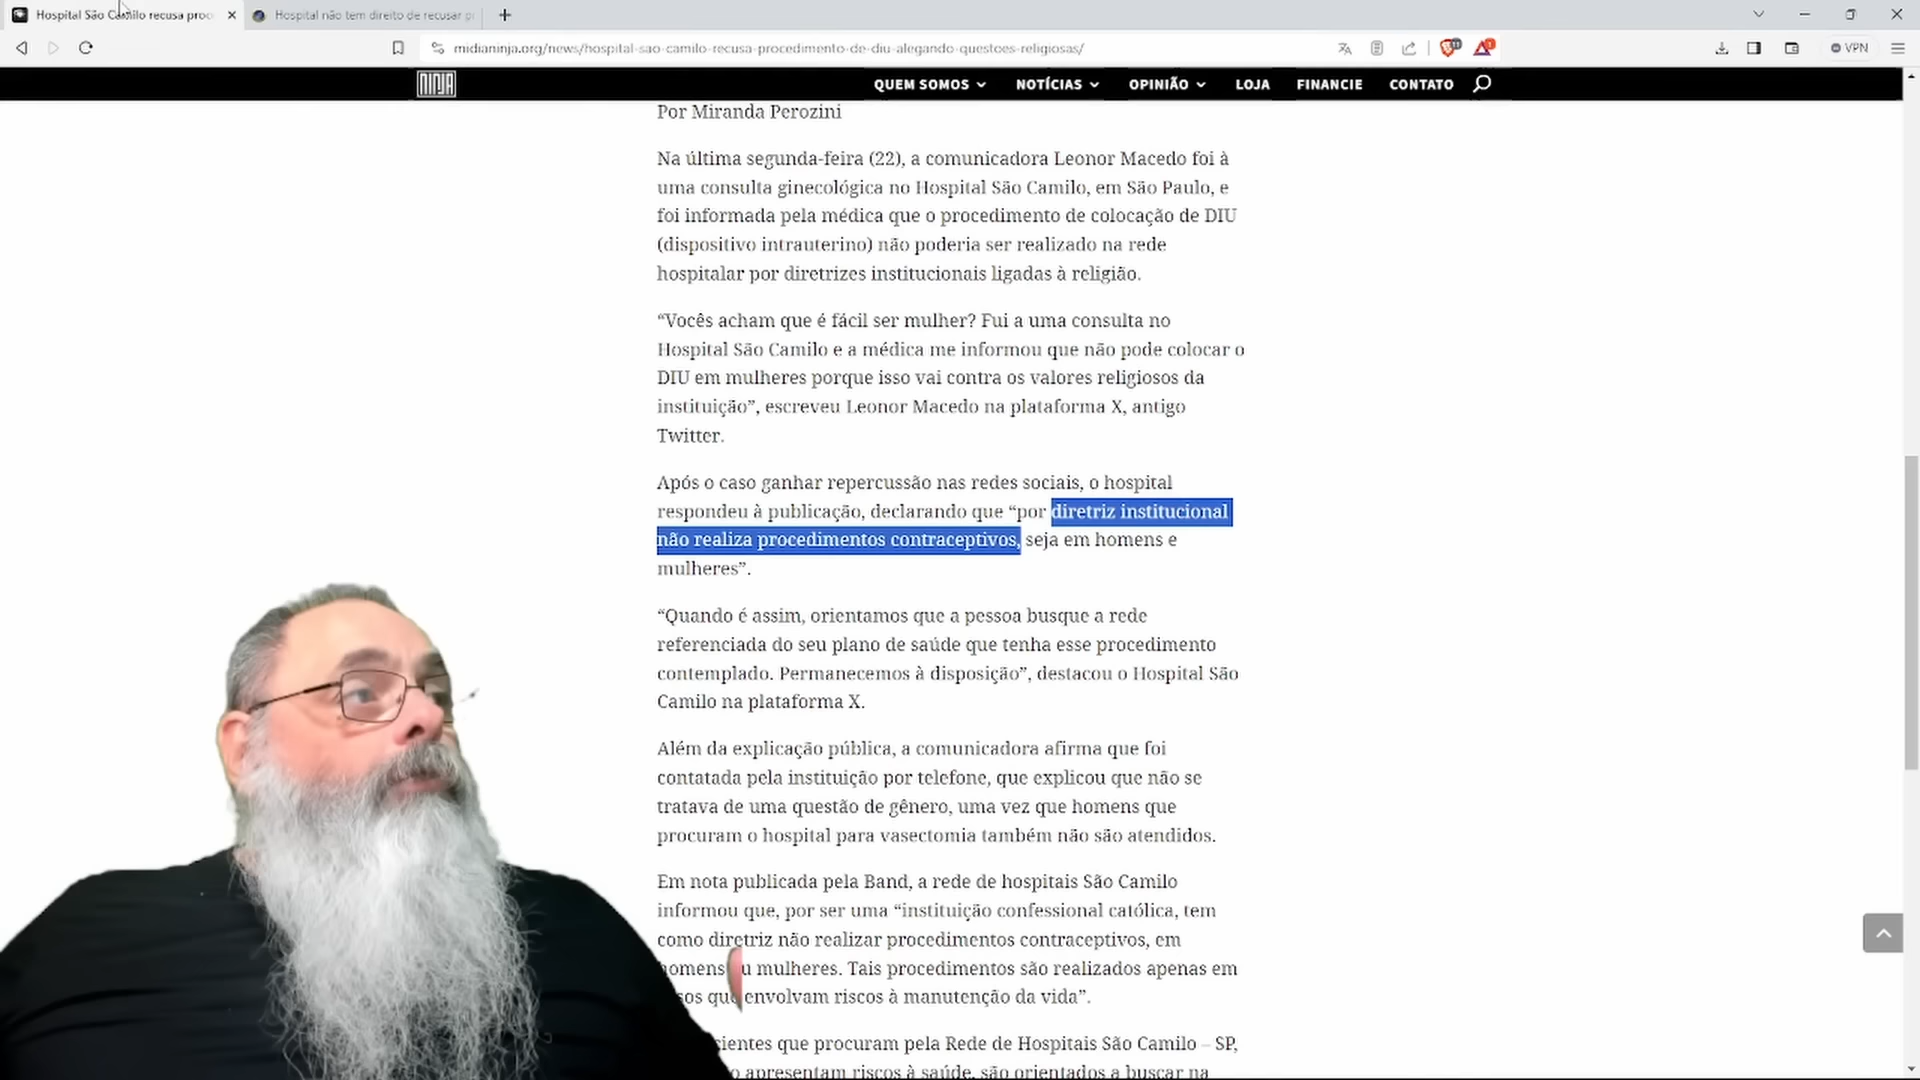 Hospital São Camilo recusa proc
Hospital não tem direito de recusar pr
midianinja.org/news/hospital-sao-camilo-recusa-procedimento-de-diu-alegando-questoes-religiosas/
VPN
NINJA
QUEM SOMOS
NOTÍCIAS
OPINIÃO
LOJA
FINANCIE
CONTATO
Por Miranda Perozini
Na última segunda-feira (22), a comunicadora Leonor Macedo foi à
uma consulta ginecológica no Hospital São Camilo, em São Paulo, e
foi informada pela médica que o procedimento de colocação de DIU
(dispositivo intrauterino) não poderia ser realizado na rede
hospitalar por diretrizes institucionais ligadas à religião.
“Vocês acham que é fácil ser mulher? Fui a uma consulta no
Hospital São Camilo e a médica me informou que não pode colocar o
DIU em mulheres porque isso vai contra os valores religiosos da
instituição”, escreveu Leonor Macedo na plataforma X, antigo
Twitter.
Após o caso ganhar repercussão nas redes sociais, o hospital
respondeu à publicação, declarando que “por diretriz institucional
não realiza procedimentos contraceptivos, seja em homens e
mulheres”.
“Quando é assim, orientamos que a pessoa busque a rede
referenciada do seu plano de saúde que tenha esse procedimento
contemplado. Permanecemos à disposição”, destacou o Hospital São
Camilo na plataforma X.
Além da explicação pública, a comunicadora afirma que foi
contatada pela instituição por telefone, que explicou que não se
tratava de uma questão de gênero, uma vez que homens que
procuram o hospital para vasectomia também não são atendidos.
Em nota publicada pela Band, a rede de hospitais São Camilo
informou que, por ser uma “instituição confessional católica, tem
como diretriz não realizar procedimentos contraceptivos, em
homens u mulheres. Tais procedimentos são realizados apenas em
sos que envolvam riscos à manutenção da vida”.
cientes que procuram pela Rede de Hospitais São Camilo – SP,
o apresentam riscos à saúde, são orientados a buscar na